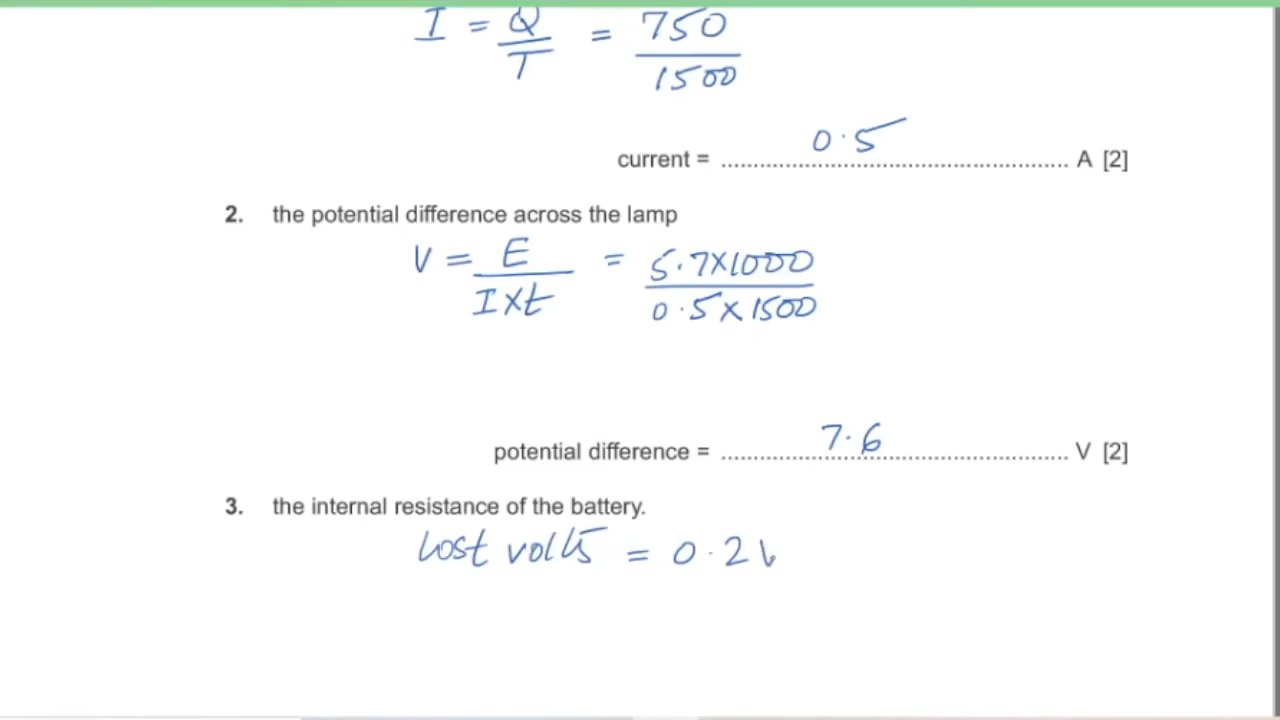 I = Q/T = 750/1500
current = 0.5 A [2]
2. the potential difference across the lamp
V = E/I×t = 5.7×1000/0.5×1500
potential difference = 7.6 V [2]
3. the internal resistance of the battery.
Lost volts = 0.2V